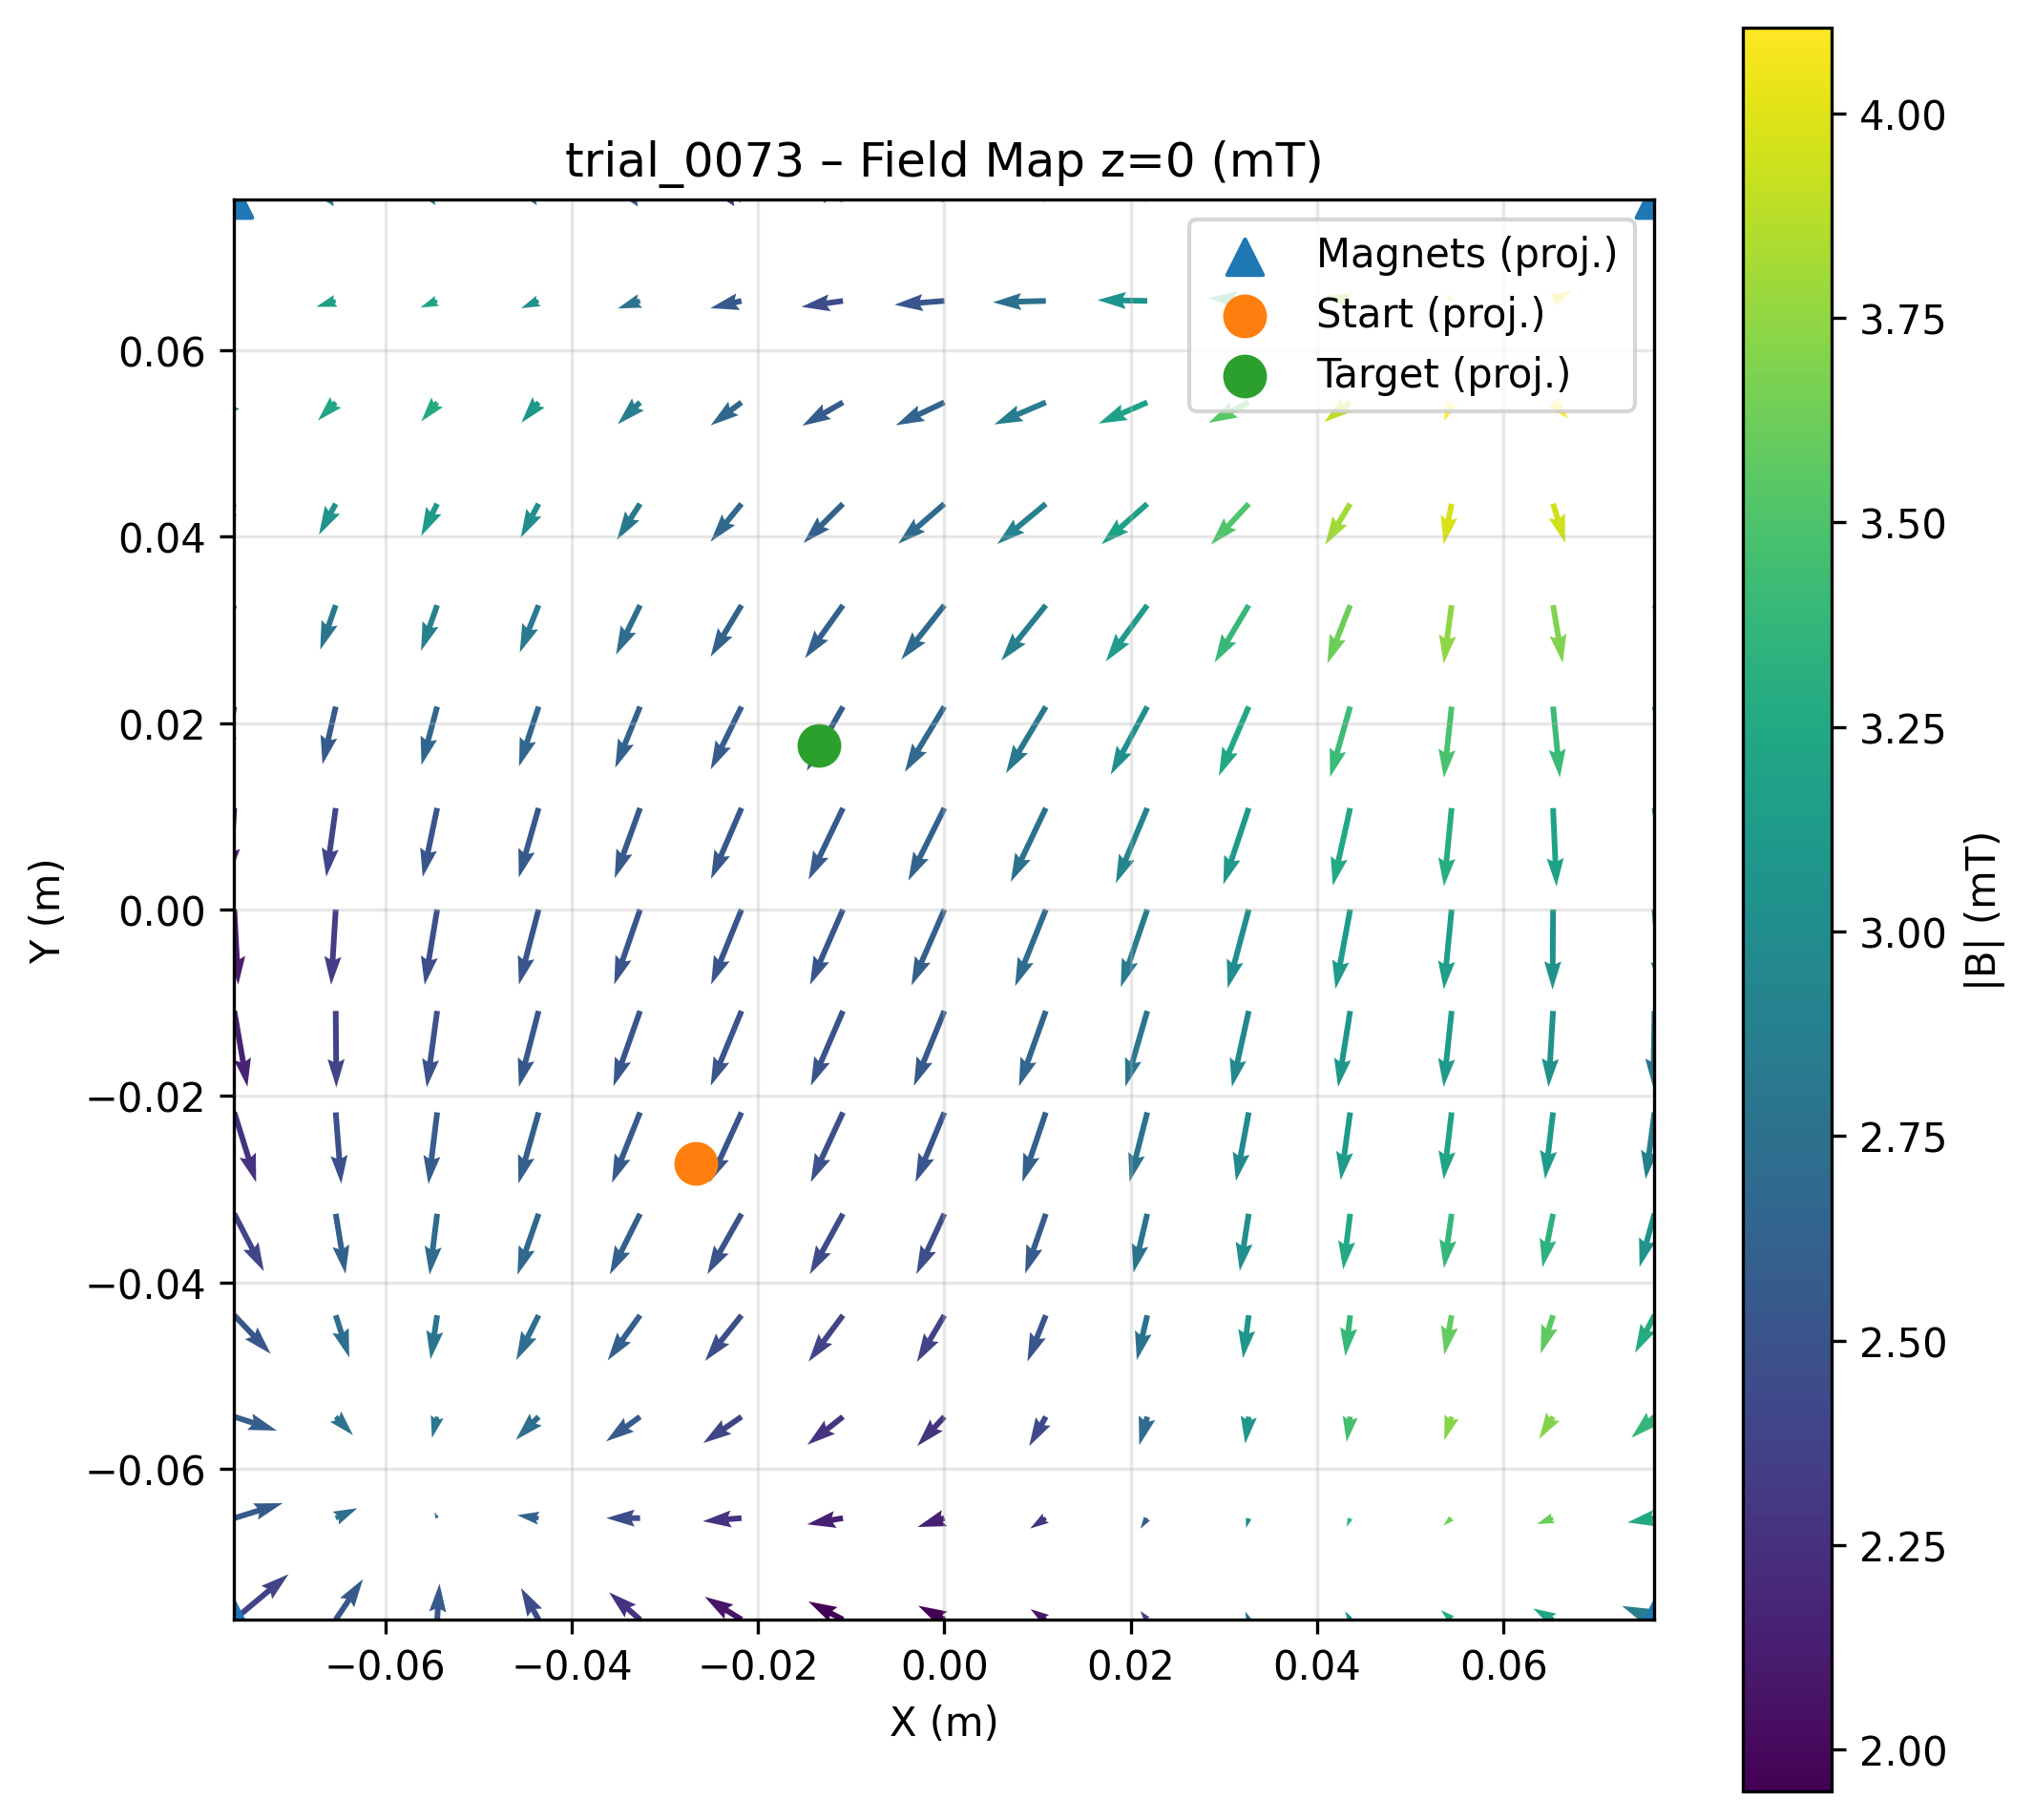 trial_0073 – Field Map z=0 (mT)
Magnets (proj.)
Start (proj.)
Target (proj.)
0.06
0.04
0.02
0.00
−0.02
−0.04
−0.06
Y (m)
−0.06 −0.04 −0.02 0.00 0.02 0.04 0.06
X (m)
4.00
3.75
3.50
3.25
3.00
2.75
2.50
2.25
2.00
|B| (mT)